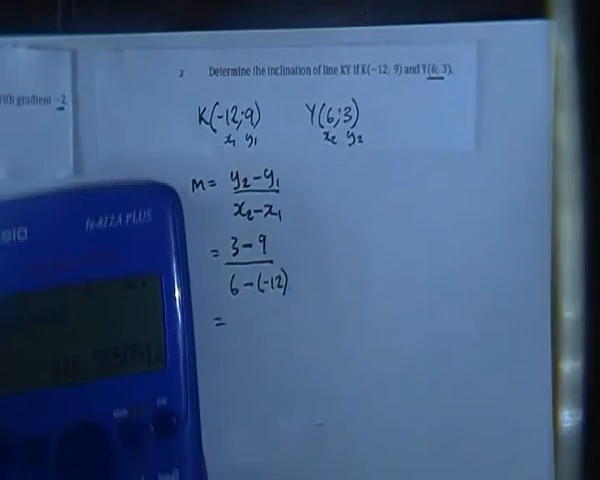 2 Determine the inclination of line KY if K(−12; 9) and Y(6; 3).
with gradient −2.
K(-12;9) Y(6;3)
x₁ y₁ x₂ y₂
M = y₂-y₁
x₂-x₁
= 3-9
6-(-12)
=
fx-82ZA PLUS